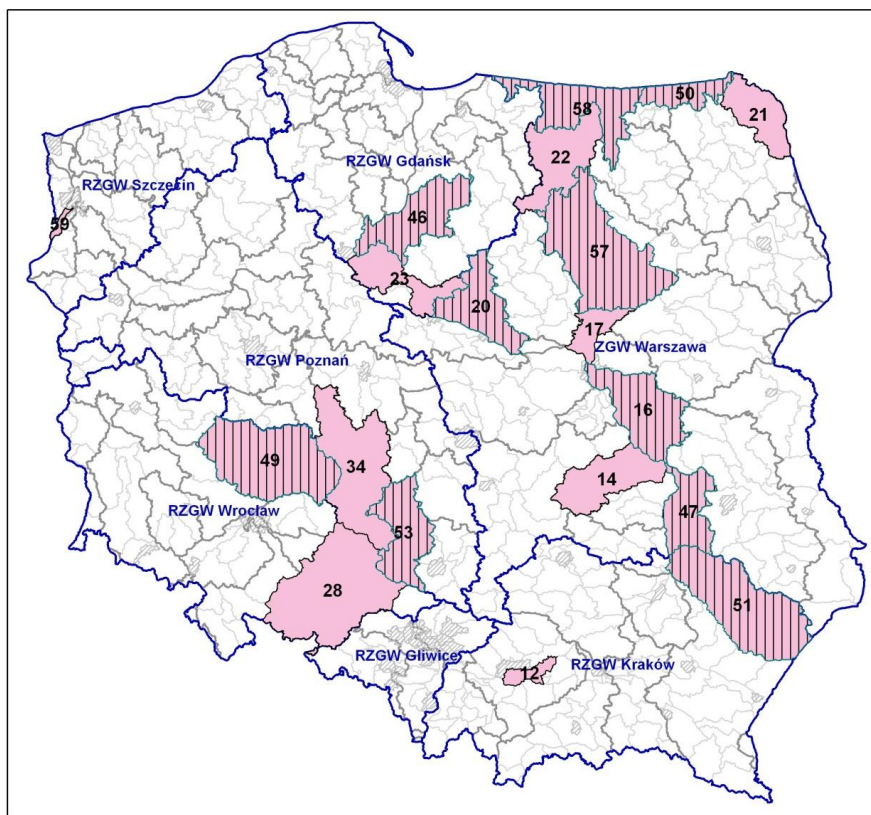 50
58
21
22
RZGW Gdańsk
RZGW Szczecin
59
46
57
23
20
17
ZGW Warszawa
RZGW Poznań
16
49
34
14
RZGW Wrocław
47
53
28
51
RZGW Gliwice
12
RZGW Kraków